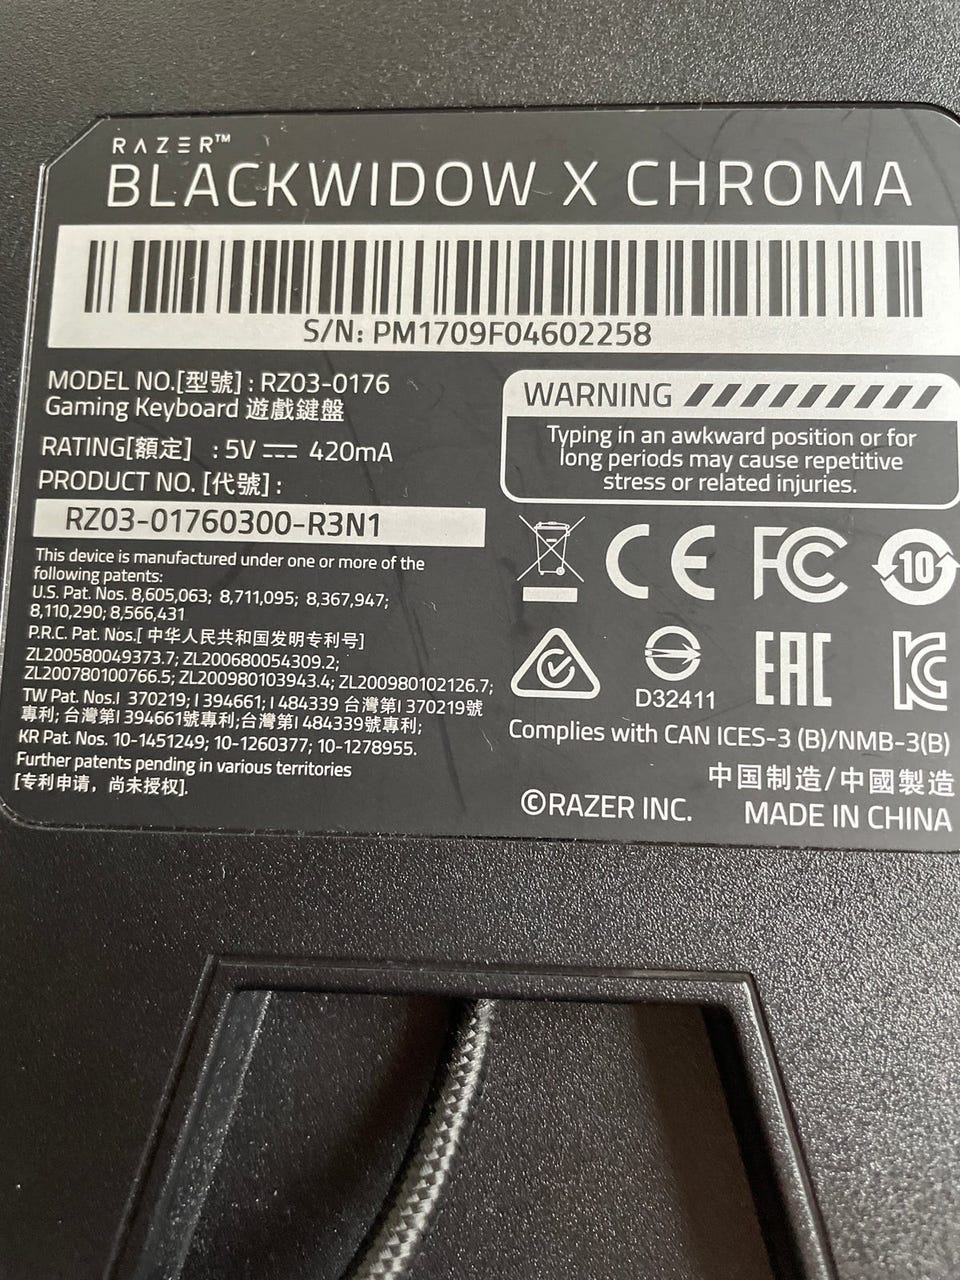 RAZER™
BLACKWIDOW X CHROMA
S/N: PM1709F04602258
MODEL NO.[型號] : RZ03-0176
Gaming Keyboard 遊戲鍵盤
RATING[額定] : 5V ⎓ 420mA
PRODUCT NO. [代號] :
RZ03-01760300-R3N1
This device is manufactured under one or more of the
following patents:
U.S. Pat. Nos. 8,605,063; 8,711,095; 8,367,947;
8,110,290; 8,566,431
P.R.C. Pat. Nos.[ 中华人民共和国发明专利号]
ZL200580049373.7; ZL200680054309.2;
ZL200780100766.5; ZL200980103943.4; ZL200980102126.7;
TW Pat. Nos.I 370219; I 394661; I 484339 台灣第I 370219號
專利; 台灣第I 394661號專利;台灣第I 484339號專利;
KR Pat. Nos. 10-1451249; 10-1260377; 10-1278955.
Further patents pending in various territories
[专利申请，尚未授权].
WARNING
Typing in an awkward position or for
long periods may cause repetitive
stress or related injuries.
CE FC 10
D32411 EAC KC
Complies with CAN ICES-3 (B)/NMB-3(B)
中国制造/中國製造
©RAZER INC. MADE IN CHINA